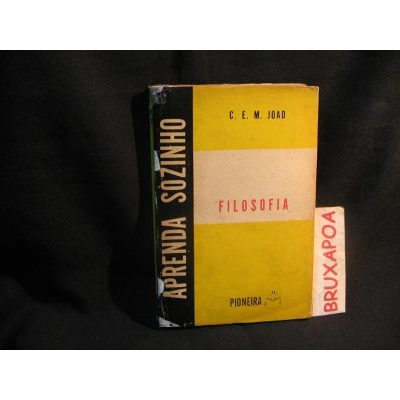 C. E. M. JOAD
APRENDA SOZINHO
FILOSOFIA
PIONEIRA
BRUXAPOA